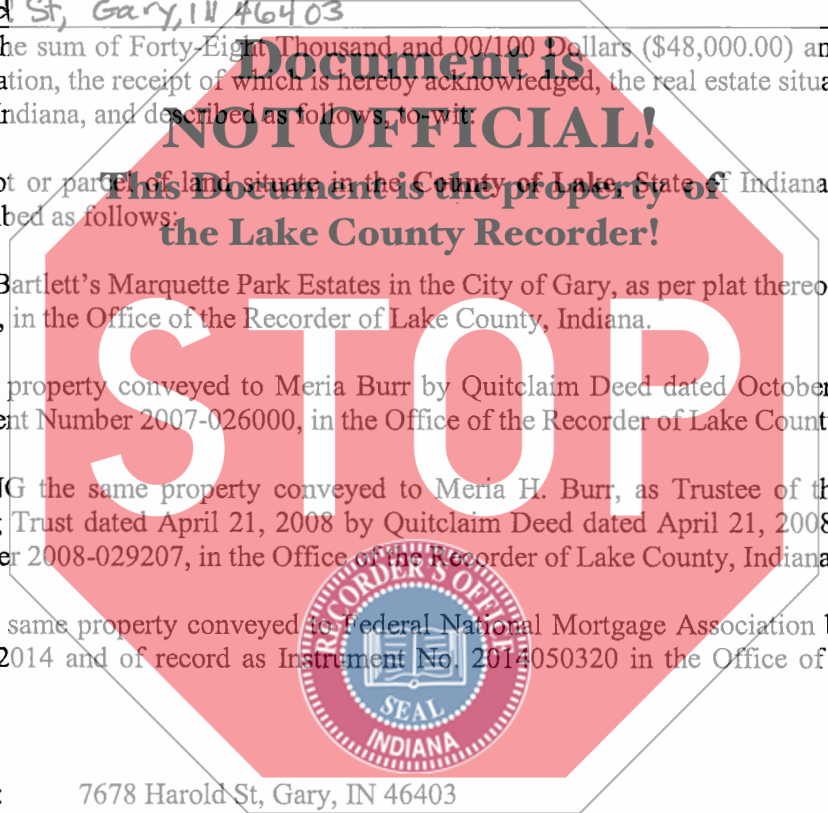 St, Gary, IN 46403
he sum of Forty-Eight Thousand and 00/100 Dollars ($48,000.00) an
Document is
ation, the receipt of which is hereby acknowledged, the real estate situa
ndiana, and described as follows, to-wit:
NOT OFFICIAL!
ot or parcel of land situate in the County of Lake, State of Indiana
This Document is the property of
bed as follows:
the Lake County Recorder!
Bartlett's Marquette Park Estates in the City of Gary, as per plat thereo
, in the Office of the Recorder of Lake County, Indiana.
STOP
property conveyed to Meria Burr by Quitclaim Deed dated October
ent Number 2007-026000, in the Office of the Recorder of Lake Count
G the same property conveyed to Meria H. Burr, as Trustee of th
Trust dated April 21, 2008 by Quitclaim Deed dated April 21, 2008
er 2008-029207, in the Office of the Recorder of Lake County, Indiana
RECORDER'S OFFICE
same property conveyed to Federal National Mortgage Association b
2014 and of record as Instrument No. 2014050320 in the Office of
SEAL
INDIANA
: 7678 Harold St, Gary, IN 46403